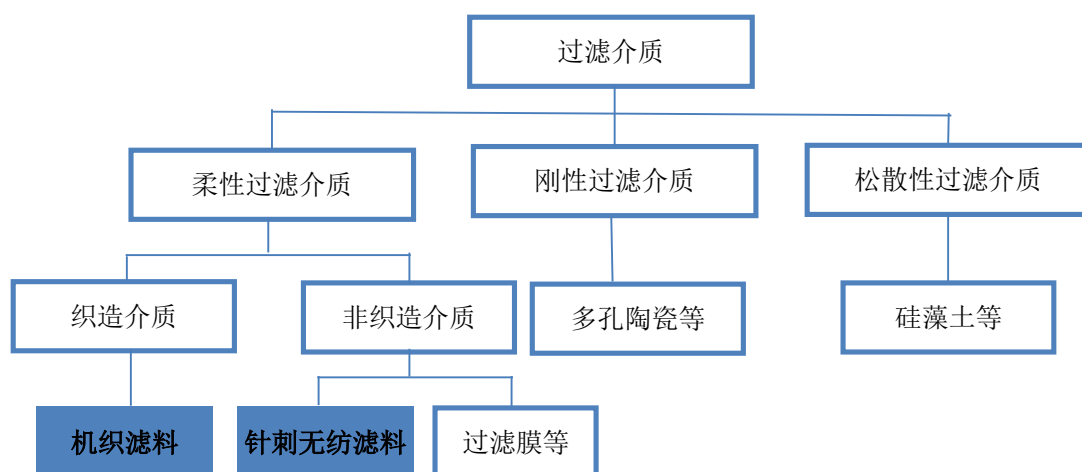 过滤介质
柔性过滤介质
刚性过滤介质
松散性过滤介质
织造介质
非织造介质
多孔陶瓷等
硅藻土等
机织滤料
针刺无纺滤料
过滤膜等